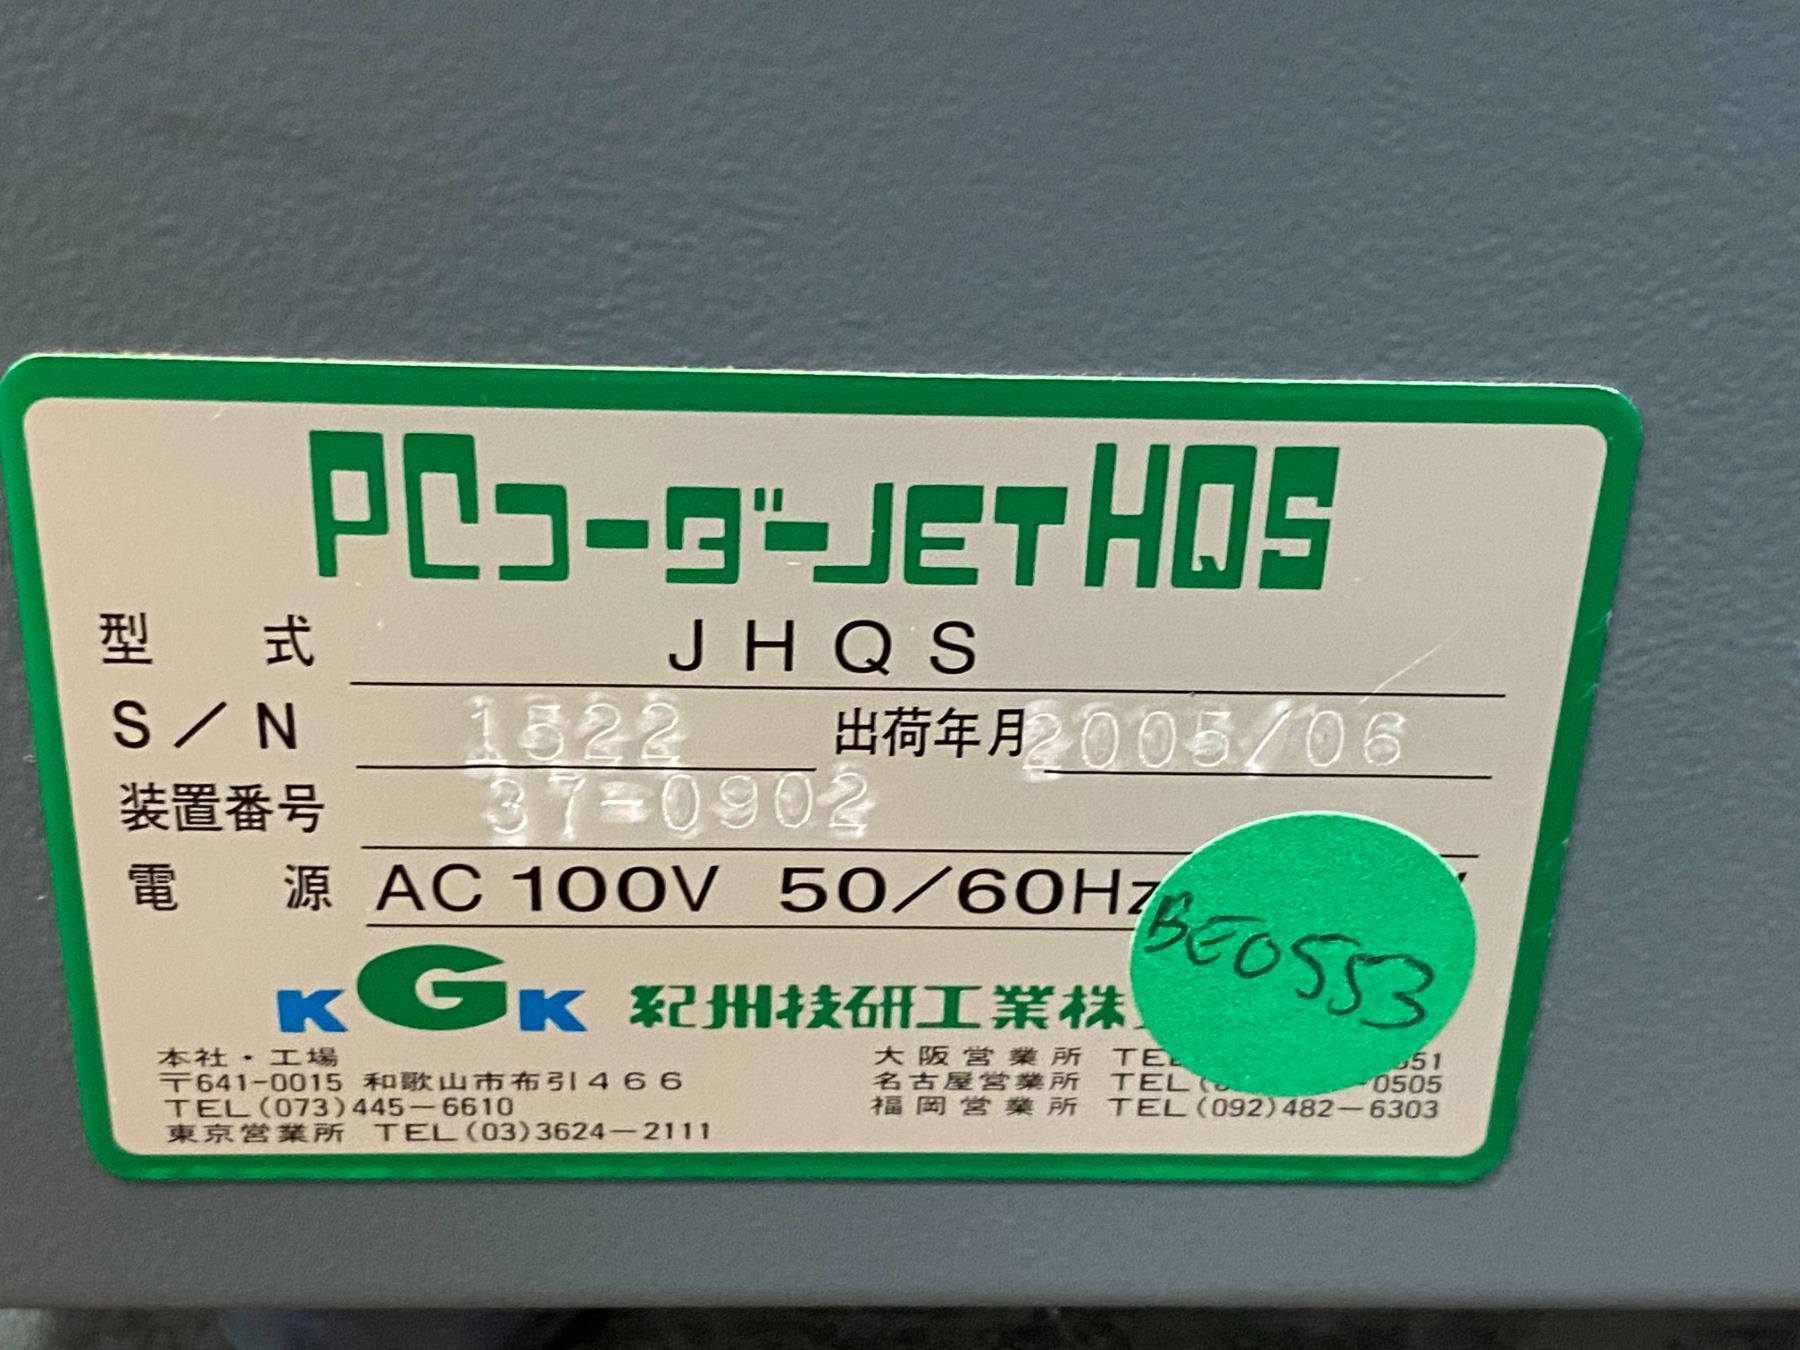 PCコーダーJET HQS
型式 JHQS
S/N 1522 出荷年月 2005/06
装置番号 37-0902
電源 AC 100V 50/60Hz
BE0553
KGK 紀州技研工業株
本社・工場
〒641-0015 和歌山市布引466
TEL(073)445-6610
東京営業所 TEL(03)3624-2111
大阪営業所 TEL
名古屋営業所 TEL( -0505
福岡営業所 TEL(092)482-6303